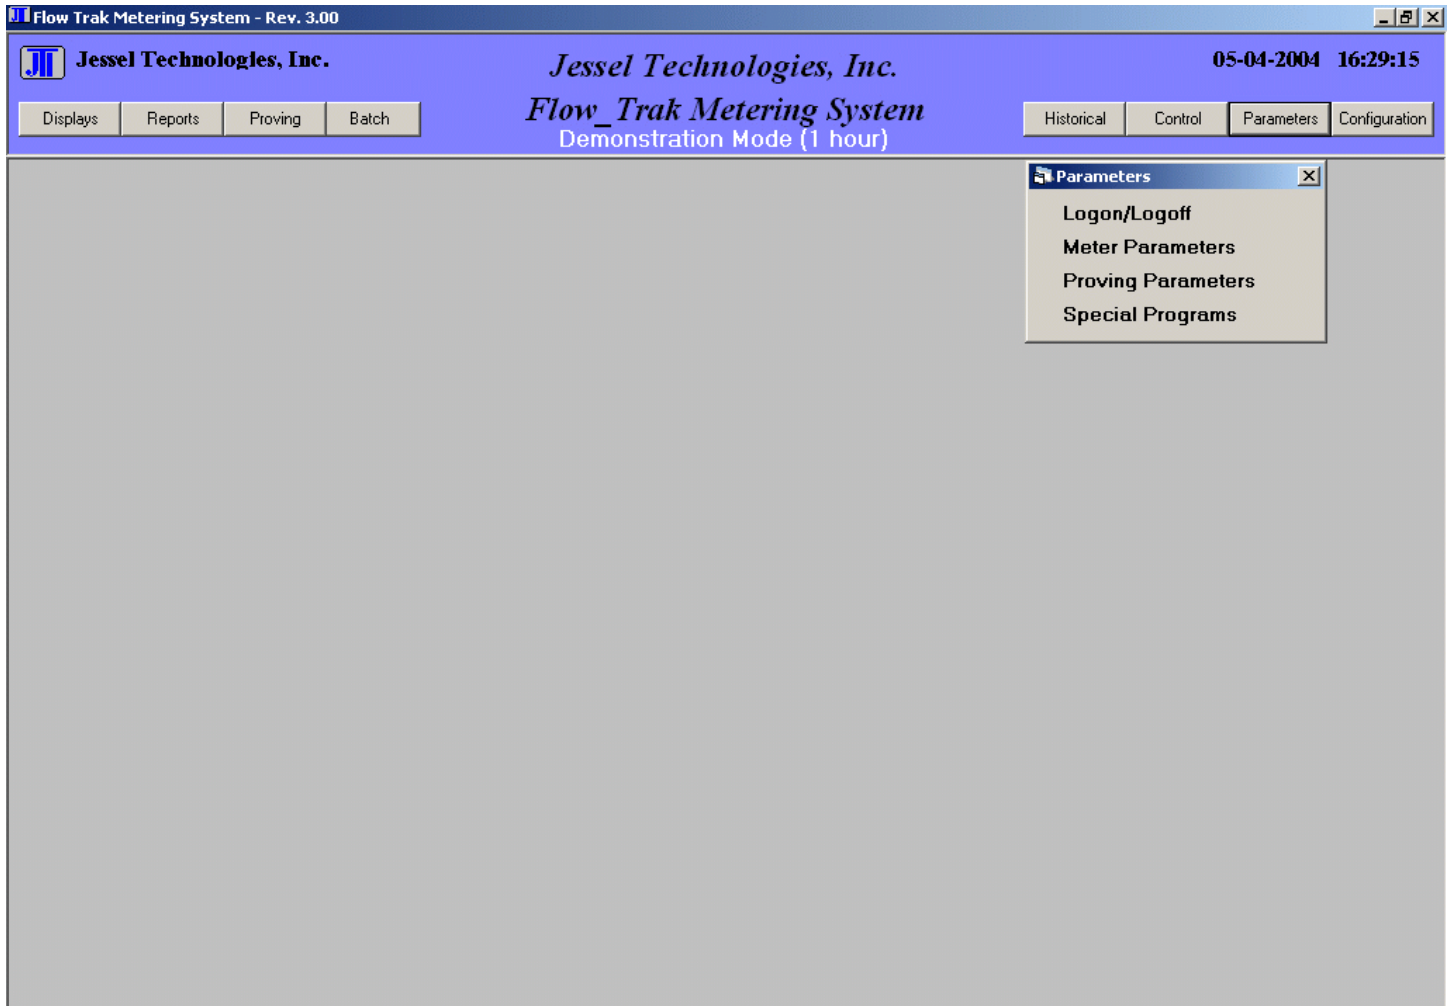 Flow Trak Metering System - Rev. 3.00
JTI Jessel Technologies, Inc.
Jessel Technologies, Inc.
05-04-2004 16:29:15
Flow_Trak Metering System
Displays Reports Proving Batch
Historical Control Parameters Configuration
Demonstration Mode (1 hour)
Parameters
Logon/Logoff
Meter Parameters
Proving Parameters
Special Programs